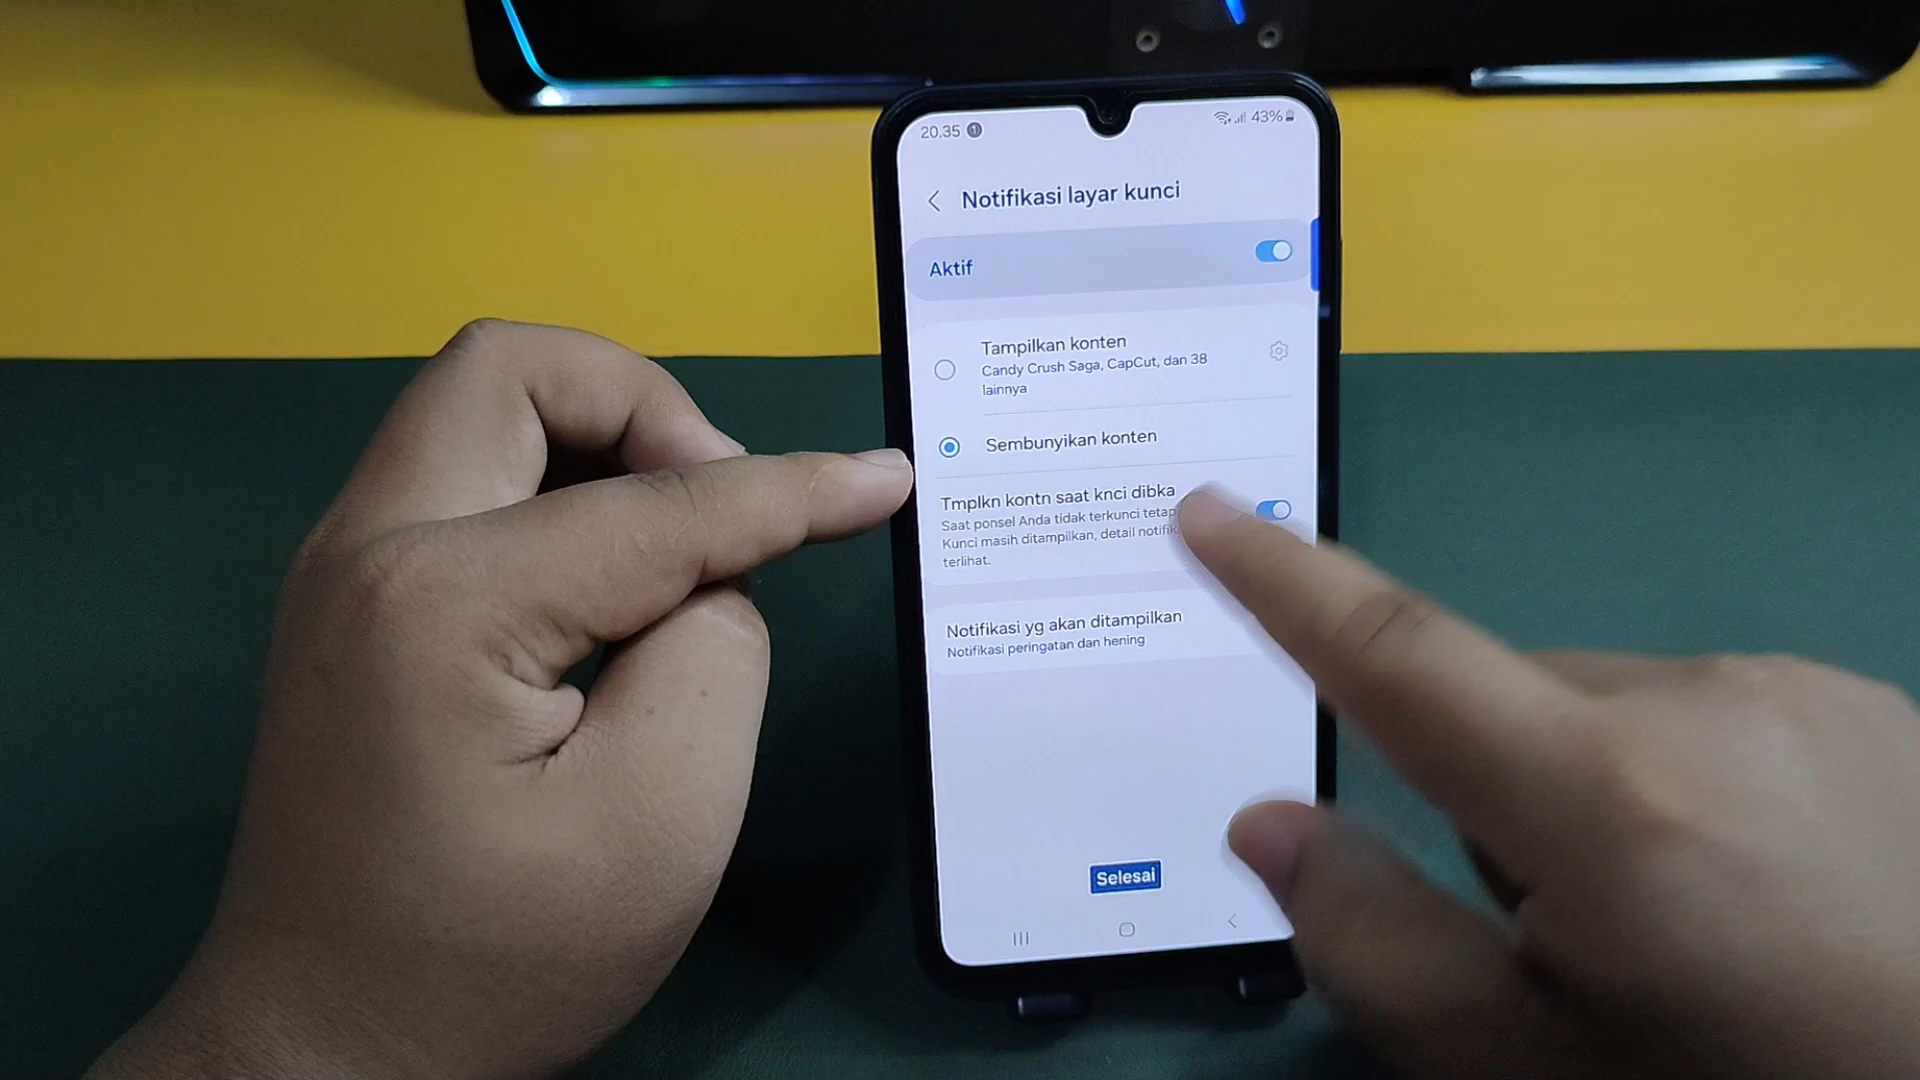 20.35 1 43%
Notifikasi layar kunci
Aktif
Tampilkan konten
Candy Crush Saga, CapCut, dan 38
lainnya
Sembunyikan konten
Tmplkn kontn saat knci dibka
Saat ponsel Anda tidak terkunci tetap
Kunci masih ditampilkan, detail
terlihat.
Notifikasi yg akan ditampilkan
Notifikasi peringatan dan hening
Selesai